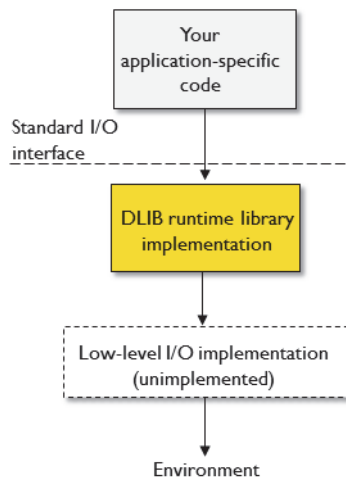 Your
application-specific
code
Standard I/O
interface
DLIB runtime library
implementation
Low-level I/O implementation
(unimplemented)
Environment